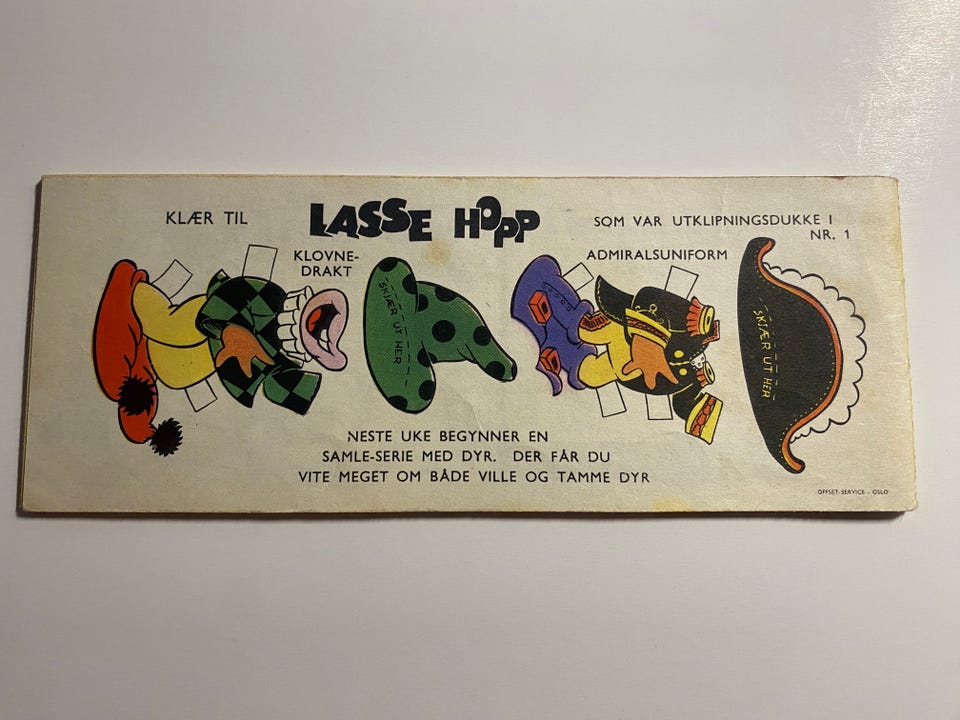 KLÆR TIL
LASSE HOPP
SOM VAR UTKLIPNINGSDUKKE I
NR. 1
KLOVNE-
DRAKT
ADMIRALSUNIFORM
SKJÆR UT HER
SKJÆR UT HER
NESTE UKE BEGYNNER EN
SAMLE-SERIE MED DYR. DER FÅR DU
VITE MEGET OM BÅDE VILLE OG TAMME DYR
OFFSET-SERVICE - OSLO